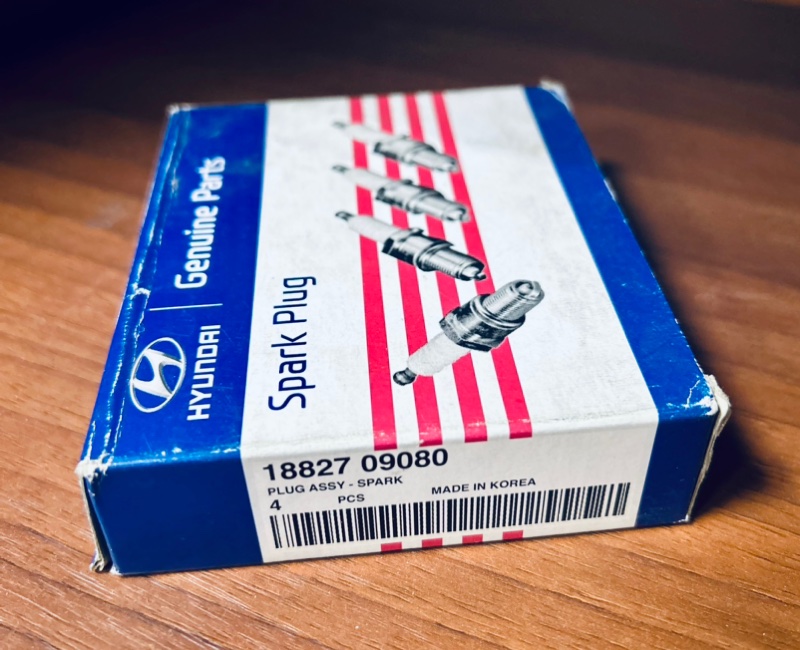 HYUNDAI | Genuine Parts
Spark Plug
18827 09080
PLUG ASSY - SPARK
4 PCS MADE IN KOREA